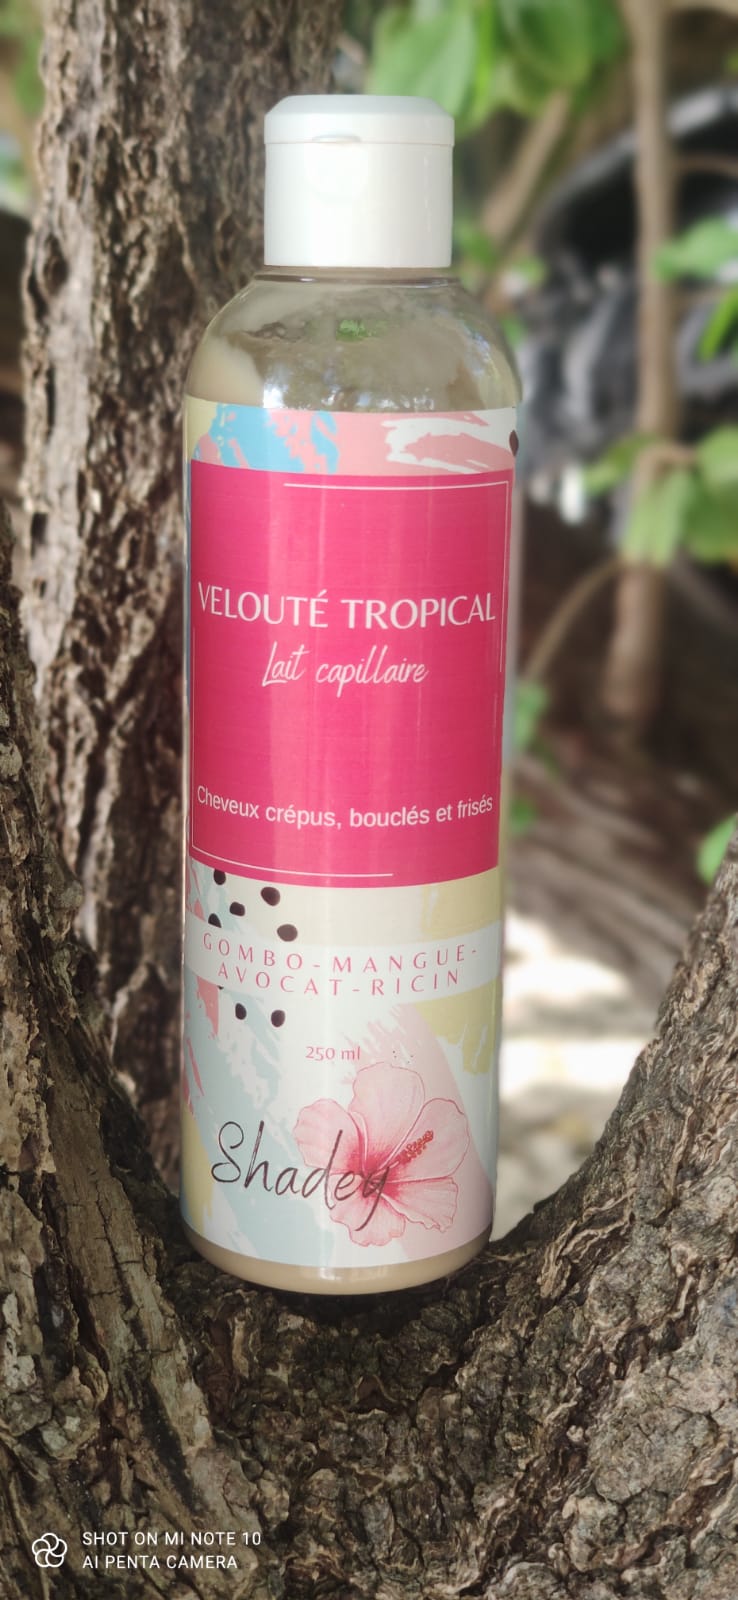 VELOUTÉ TROPICAL
Lait capillaire
Cheveux crépus, bouclés et frisés
GOMBO-MANGUE-
AVOCAT-RICIN
250 ml
Shadey
SHOT ON MI NOTE 10
AI PENTA CAMERA